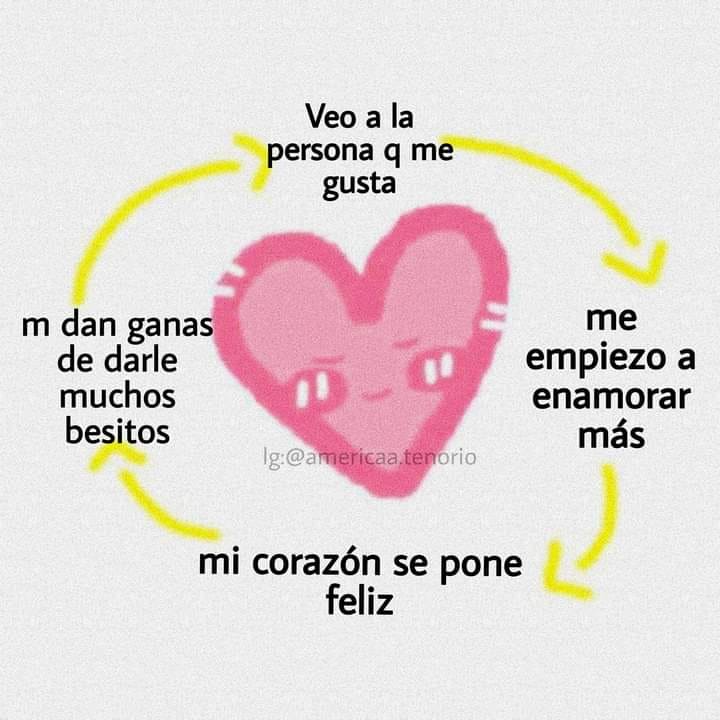 Veo a la
persona q me
gusta
me
empiezo a
enamorar
más
mi corazón se pone
feliz
m dan ganas
de darle
muchos
besitos
Ig:@americaa.tenorio